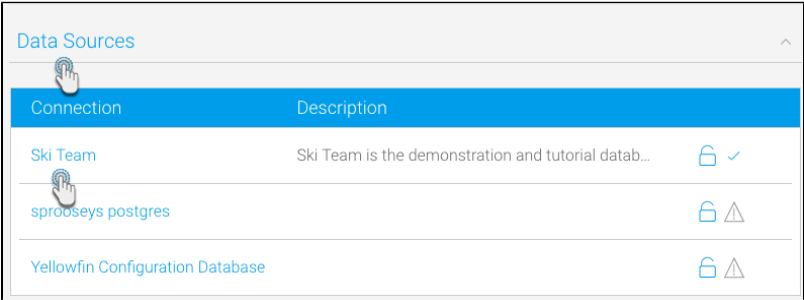 Data Sources
Connection Description
Ski Team Ski Team is the demonstration and tutorial datab...
sprooseys postgres
Yellowfin Configuration Database